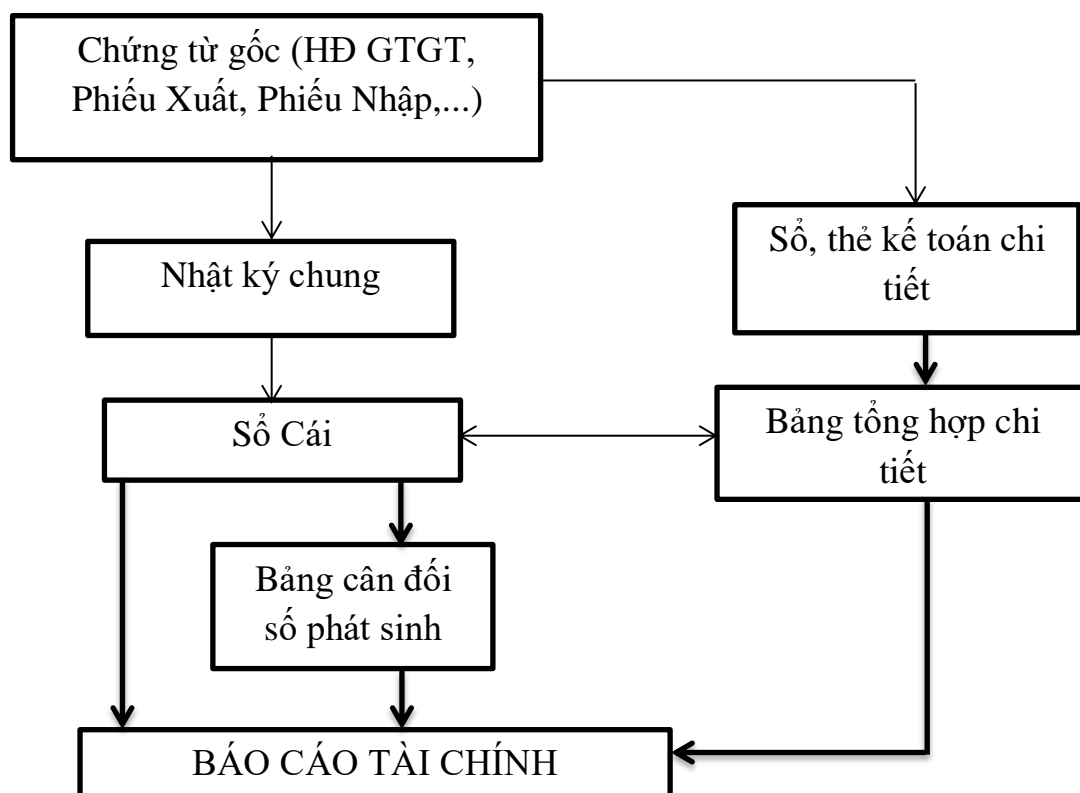 Chứng từ gốc (HĐ GTGT,
Phiếu Xuất, Phiếu Nhập,...)
Nhật ký chung
Sổ, thẻ kế toán chi
tiết
Sổ Cái
Bảng tổng hợp chi
tiết
Bảng cân đối
số phát sinh
BÁO CÁO TÀI CHÍNH